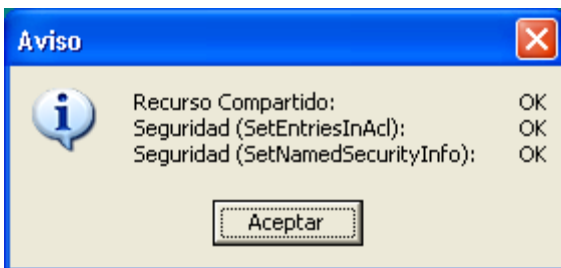 Aviso
Recurso Compartido: OK
Seguridad (SetEntriesInAcl): OK
Seguridad (SetNamedSecurityInfo): OK
Aceptar